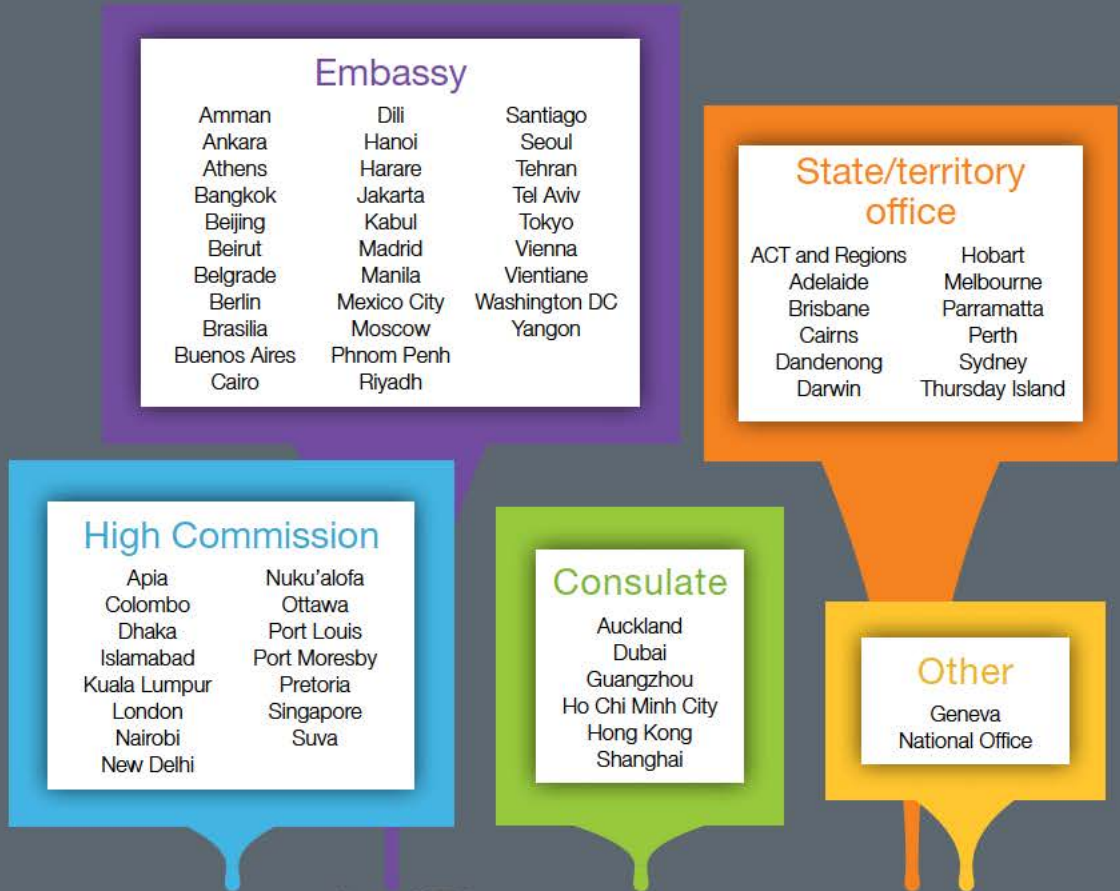 Embassy
Amman
Ankara
Athens
Bangkok
Beijing
Beirut
Belgrade
Berlin
Brasilia
Buenos Aires
Cairo
Dili
Hanoi
Harare
Jakarta
Kabul
Madrid
Manila
Mexico City
Moscow
Phnom Penh
Riyadh
Santiago
Seoul
Tehran
Tel Aviv
Tokyo
Vienna
Vientiane
Washington DC
Yangon
State/territory
office
ACT and Regions
Adelaide
Brisbane
Cairns
Dandenong
Darwin
Hobart
Melbourne
Parramatta
Perth
Sydney
Thursday Island
High Commission
Apia
Colombo
Dhaka
Islamabad
Kuala Lumpur
London
Nairobi
New Delhi
Nuku'alofa
Ottawa
Port Louis
Port Moresby
Pretoria
Singapore
Suva
Consulate
Auckland
Dubai
Guangzhou
Ho Chi Minh City
Hong Kong
Shanghai
Other
Geneva
National Office